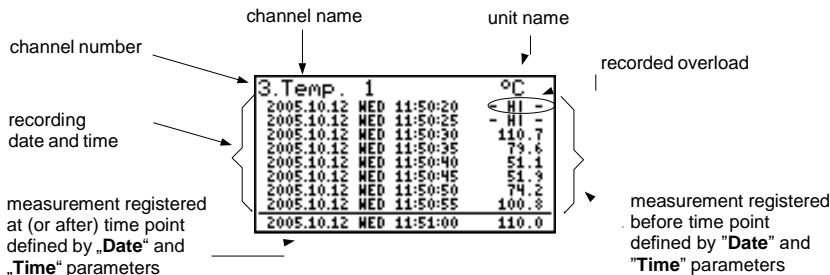 channel name
unit name
channel number
recorded overload
3.Temp. 1 °C
2005.10.12 WED 11:50:20 - HI -
2005.10.12 WED 11:50:25 - HI -
2005.10.12 WED 11:50:30 110.7
2005.10.12 WED 11:50:35 79.6
2005.10.12 WED 11:50:40 51.1
2005.10.12 WED 11:50:45 51.9
2005.10.12 WED 11:50:50 74.2
2005.10.12 WED 11:50:55 100.8
2005.10.12 WED 11:51:00 110.0
recording
date and time
measurement registered
at (or after) time point
defined by „Date“ and
„Time“ parameters
measurement registered
before time point
defined by ”Date” and
”Time” parameters